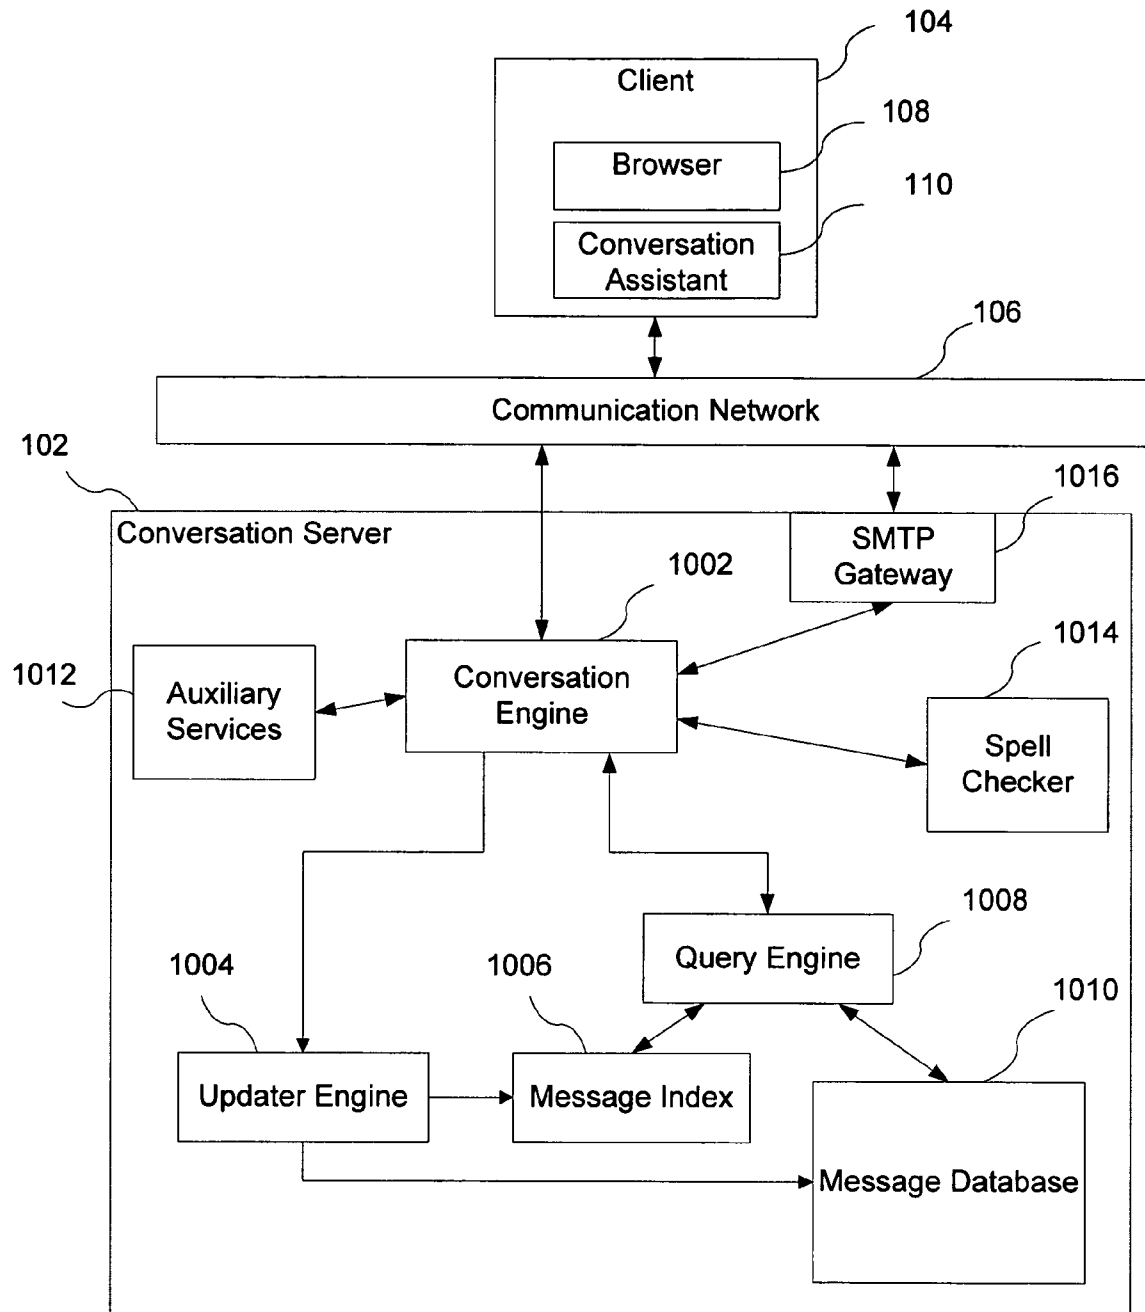 104
Client
108
Browser
110
Conversation
Assistant
106
Communication Network
102
1016
Conversation Server
SMTP
Gateway
1002
1014
1012
Auxiliary
Services
Conversation
Engine
Spell
Checker
1008
Query Engine
1004
1006
1010
Updater Engine
Message Index
Message Database